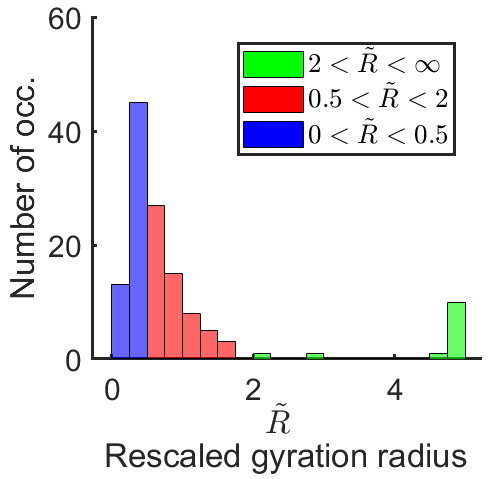 60
40
20
0
Number of occ.
2 < R̃ < ∞
0.5 < R̃ < 2
0 < R̃ < 0.5
0 2 4
R̃
Rescaled gyration radius